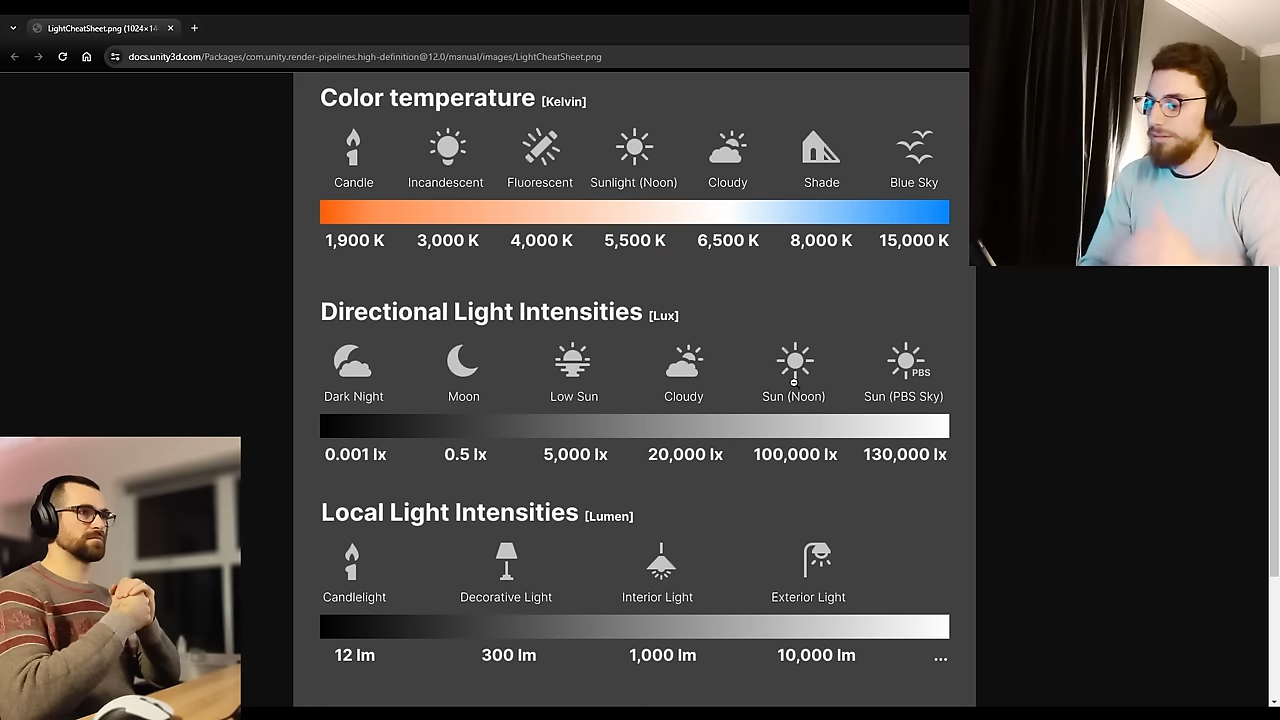 LightCheatSheet.png (1024×14
docs.unity3d.com/Packages/com.unity.render-pipelines.high-definition@12.0/manual/images/LightCheatSheet.png
Color temperature [Kelvin]
Candle Incandescent Fluorescent Sunlight (Noon) Cloudy Shade Blue Sky
1,900 K 3,000 K 4,000 K 5,500 K 6,500 K 8,000 K 15,000 K
Directional Light Intensities [Lux]
PBS
Dark Night Moon Low Sun Cloudy Sun (Noon) Sun (PBS Sky)
0.001 lx 0.5 lx 5,000 lx 20,000 lx 100,000 lx 130,000 lx
Local Light Intensities [Lumen]
Candlelight Decorative Light Interior Light Exterior Light
12 lm 300 lm 1,000 lm 10,000 lm ...